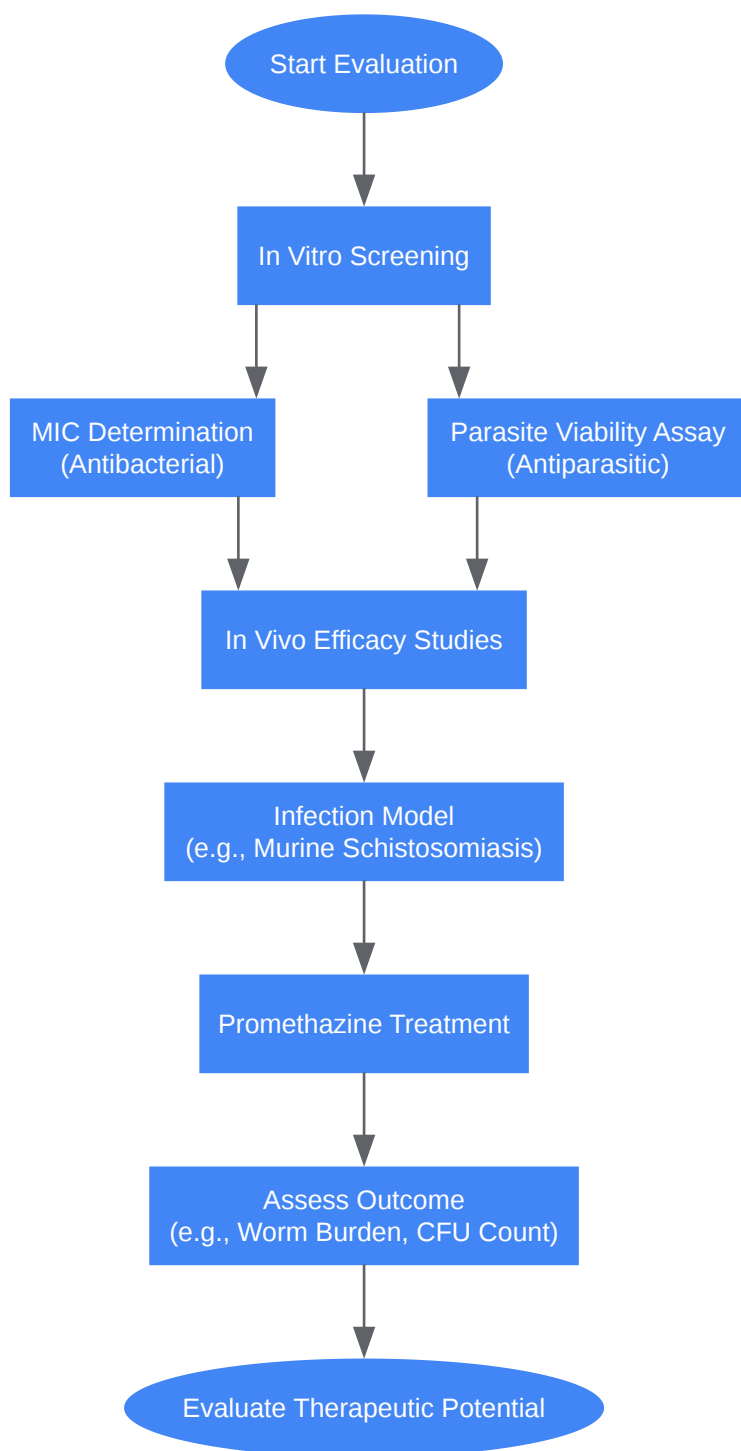 Start Evaluation
In Vitro Screening
MIC Determination
(Antibacterial)
Parasite Viability Assay
(Antiparasitic)
In Vivo Efficacy Studies
Infection Model
(e.g., Murine Schistosomiasis)
Promethazine Treatment
Assess Outcome
(e.g., Worm Burden, CFU Count)
Evaluate Therapeutic Potential